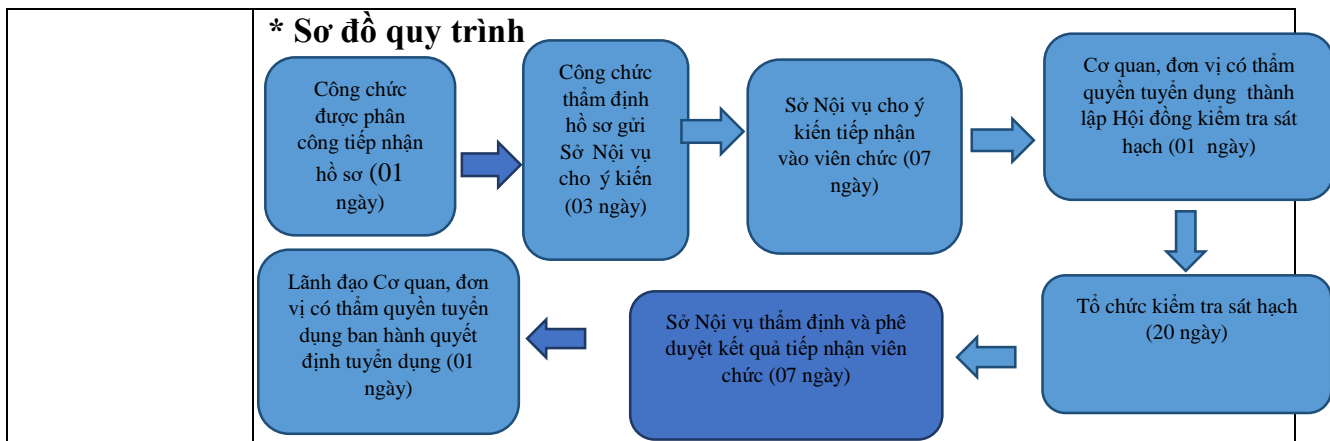 * Sơ đồ quy trình
Công chức
được phân
công tiếp nhận
hồ sơ (01
ngày)
Công chức
thẩm định
hồ sơ gửi
Sở Nội vụ
cho ý kiến
(03 ngày)
Sở Nội vụ cho ý
kiến tiếp nhận
vào viên chức (07
ngày)
Cơ quan, đơn vị có thẩm
quyền tuyển dụng thành
lập Hội đồng kiểm tra sát
hạch (01 ngày)
Tổ chức kiểm tra sát hạch
(20 ngày)
Sở Nội vụ thẩm định và phê
duyệt kết quả tiếp nhận viên
chức (07 ngày)
Lãnh đạo Cơ quan, đơn
vị có thẩm quyền tuyển
dụng ban hành quyết
định tuyển dụng (01
ngày)